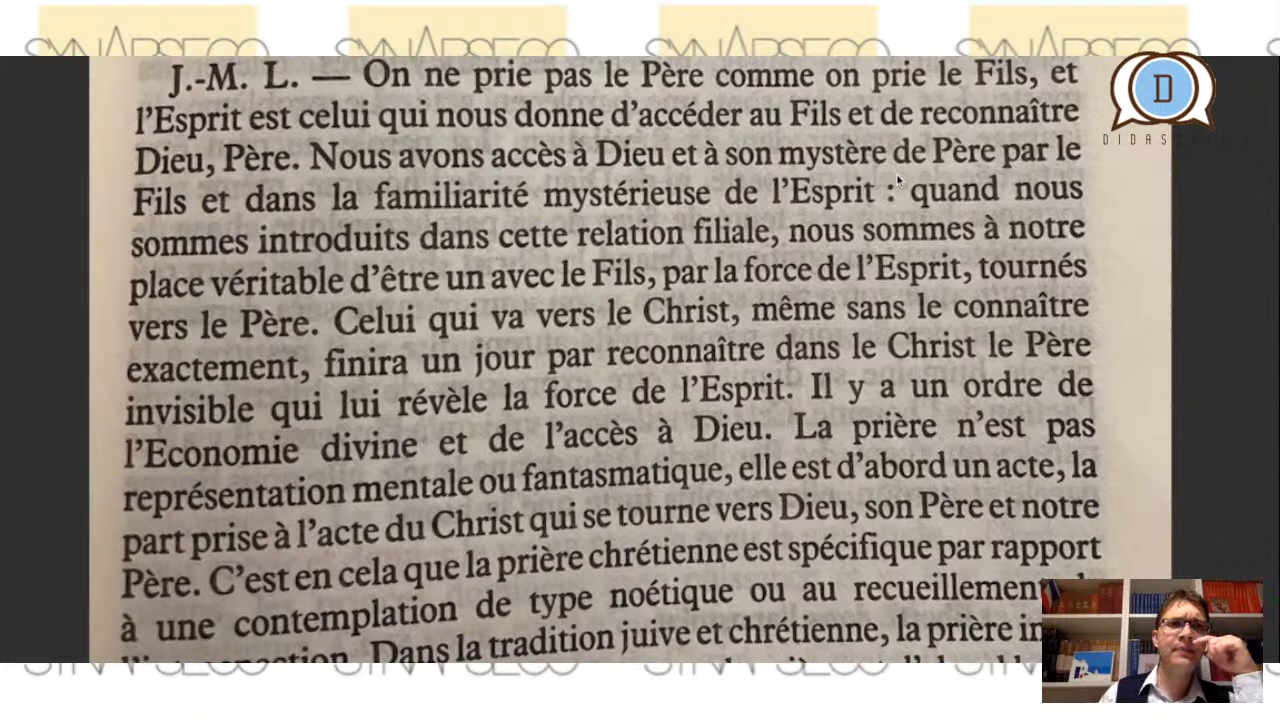 J.-M. L. — On ne prie pas le Père comme on prie le Fils, et
l'Esprit est celui qui nous donne d'accéder au Fils et de reconnaître
Dieu, Père. Nous avons accès à Dieu et à son mystère de Père par le
Fils et dans la familiarité mystérieuse de l'Esprit : quand nous
sommes introduits dans cette relation filiale, nous sommes à notre
place véritable d'être un avec le Fils, par la force de l'Esprit, tournés
vers le Père. Celui qui va vers le Christ, même sans le connaître
exactement, finira un jour par reconnaître dans le Christ le Père
invisible qui lui révèle la force de l'Esprit. Il y a un ordre de
l'Economie divine et de l'accès à Dieu. La prière n'est pas
représentation mentale ou fantasmatique, elle est d'abord un acte, la
part prise à l'acte du Christ qui se tourne vers Dieu, son Père et notre
Père. C'est en cela que la prière chrétienne est spécifique par rapport
à une contemplation de type noétique ou au recueillement
Dans la tradition juive et chrétienne, la prière
D